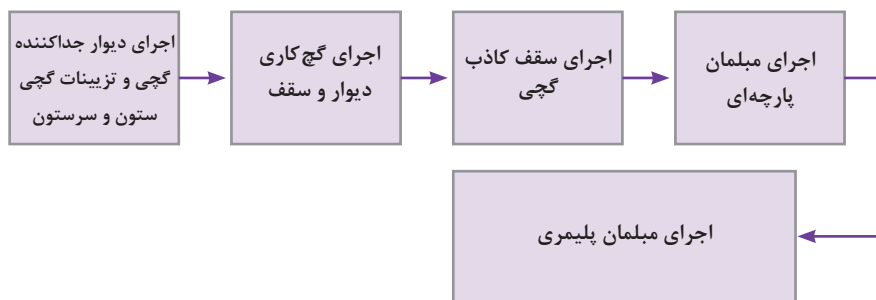 اجرای دیوار جداکننده
گچی و تزیینات گچی
ستون و سرستون
اجرای گچ‌کاری
دیوار و سقف
اجرای سقف کاذب
گچی
اجرای مبلمان
پارچه‌ای
اجرای مبلمان پلیمری